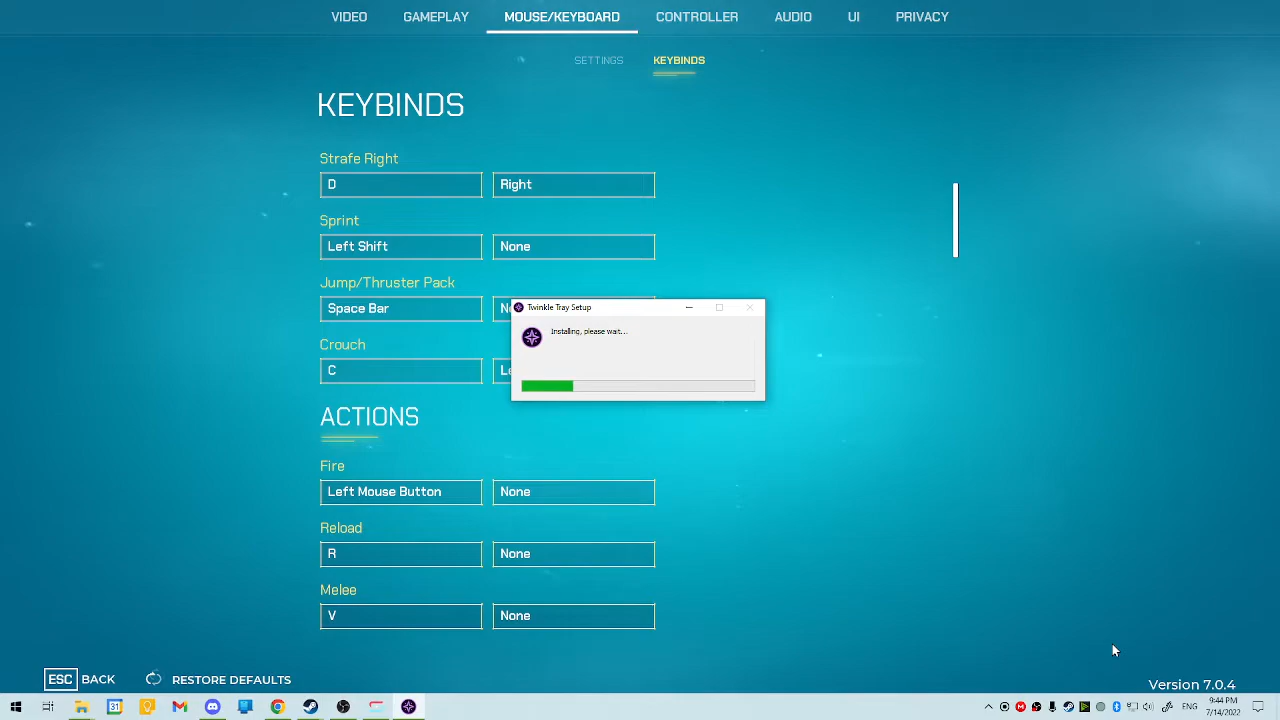 VIDEO GAMEPLAY MOUSE/KEYBOARD CONTROLLER AUDIO UI PRIVACY
SETTINGS KEYBINDS
KEYBINDS
Strafe Right
D Right
Sprint
Left Shift None
Jump/Thruster Pack
Space Bar
Twinkle Tray Setup
Installing, please wait...
Crouch
C
ACTIONS
Fire
Left Mouse Button None
Reload
R None
Melee
V None
ESC BACK RESTORE DEFAULTS
Version 7.0.4
31
ENG
9:44 PM
7/14/2022